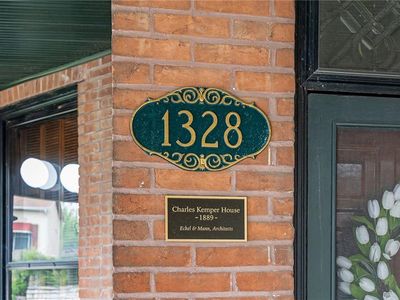 1328
Charles Kemper House
- 1889 -
Eckel & Mann, Architects